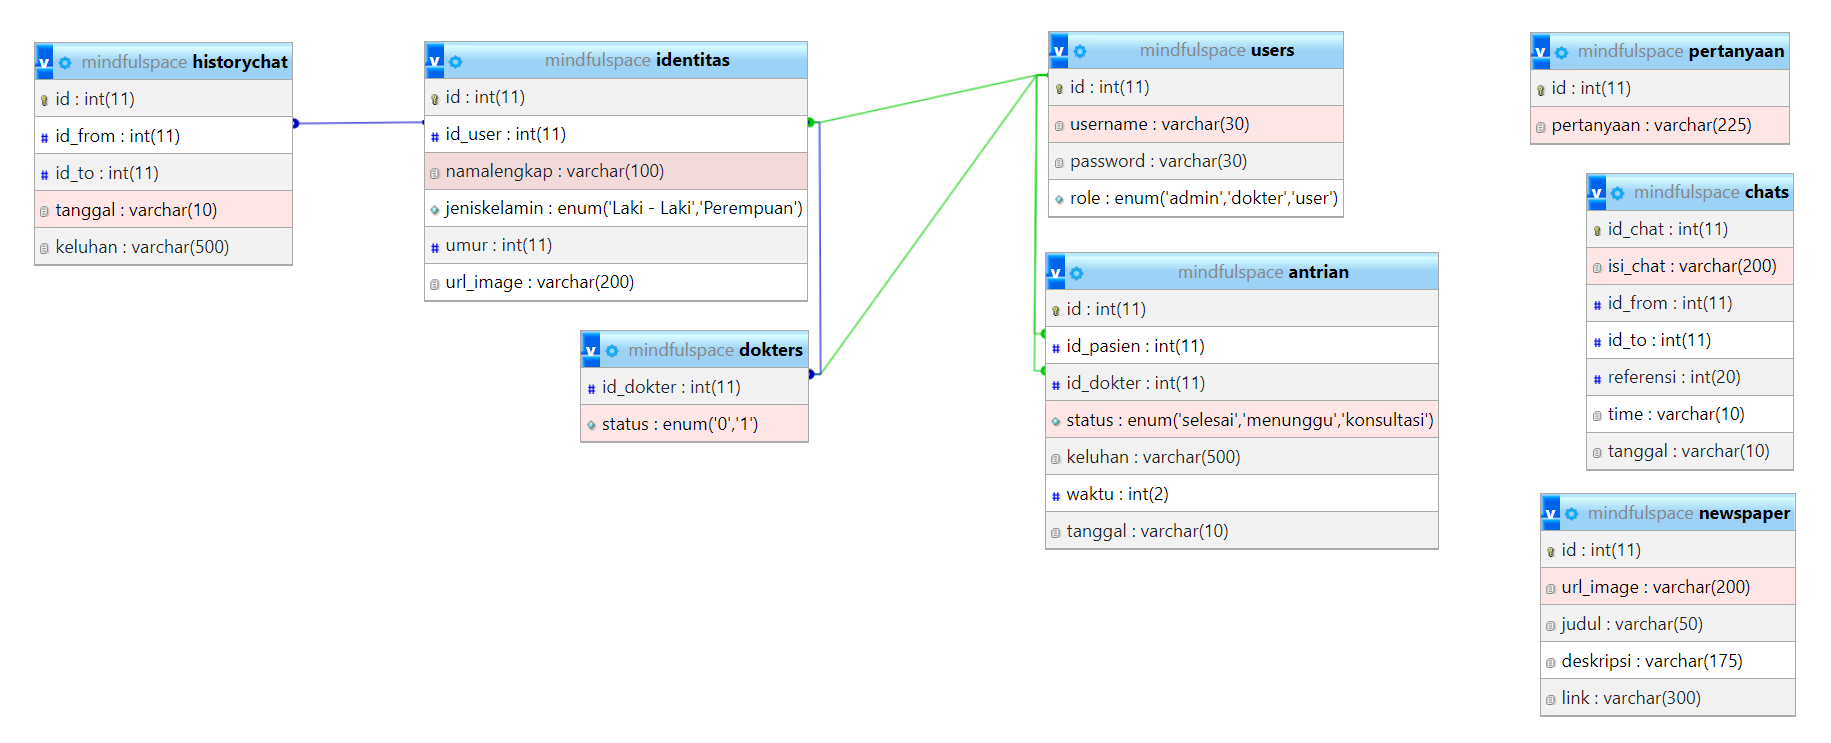 v mindfulspace historychat
id : int(11)
id_from : int(11)
id_to : int(11)
tanggal : varchar(10)
keluhan : varchar(500)
v mindfulspace identitas
id : int(11)
id_user : int(11)
namalengkap : varchar(100)
jeniskelamin : enum('Laki - Laki','Perempuan')
umur : int(11)
url_image : varchar(200)
v mindfulspace dokters
id_dokter : int(11)
status : enum('0','1')
v mindfulspace users
id : int(11)
username : varchar(30)
password : varchar(30)
role : enum('admin','dokter','user')
v mindfulspace antrian
id : int(11)
id_pasien : int(11)
id_dokter : int(11)
status : enum('selesai','menunggu','konsultasi')
keluhan : varchar(500)
waktu : int(2)
tanggal : varchar(10)
v mindfulspace pertanyaan
id : int(11)
pertanyaan : varchar(225)
v mindfulspace chats
id_chat : int(11)
isi_chat : varchar(200)
id_from : int(11)
id_to : int(11)
referensi : int(20)
time : varchar(10)
tanggal : varchar(10)
v mindfulspace newspaper
id : int(11)
url_image : varchar(200)
judul : varchar(50)
deskripsi : varchar(175)
link : varchar(300)